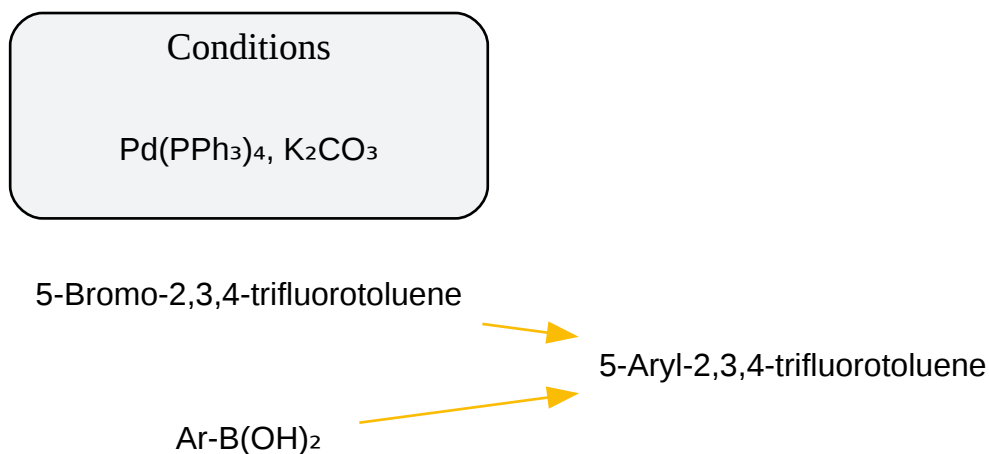 Conditions
Pd(PPh₃)₄, K₂CO₃
5-Bromo-2,3,4-trifluorotoluene
5-Aryl-2,3,4-trifluorotoluene
Ar-B(OH)₂